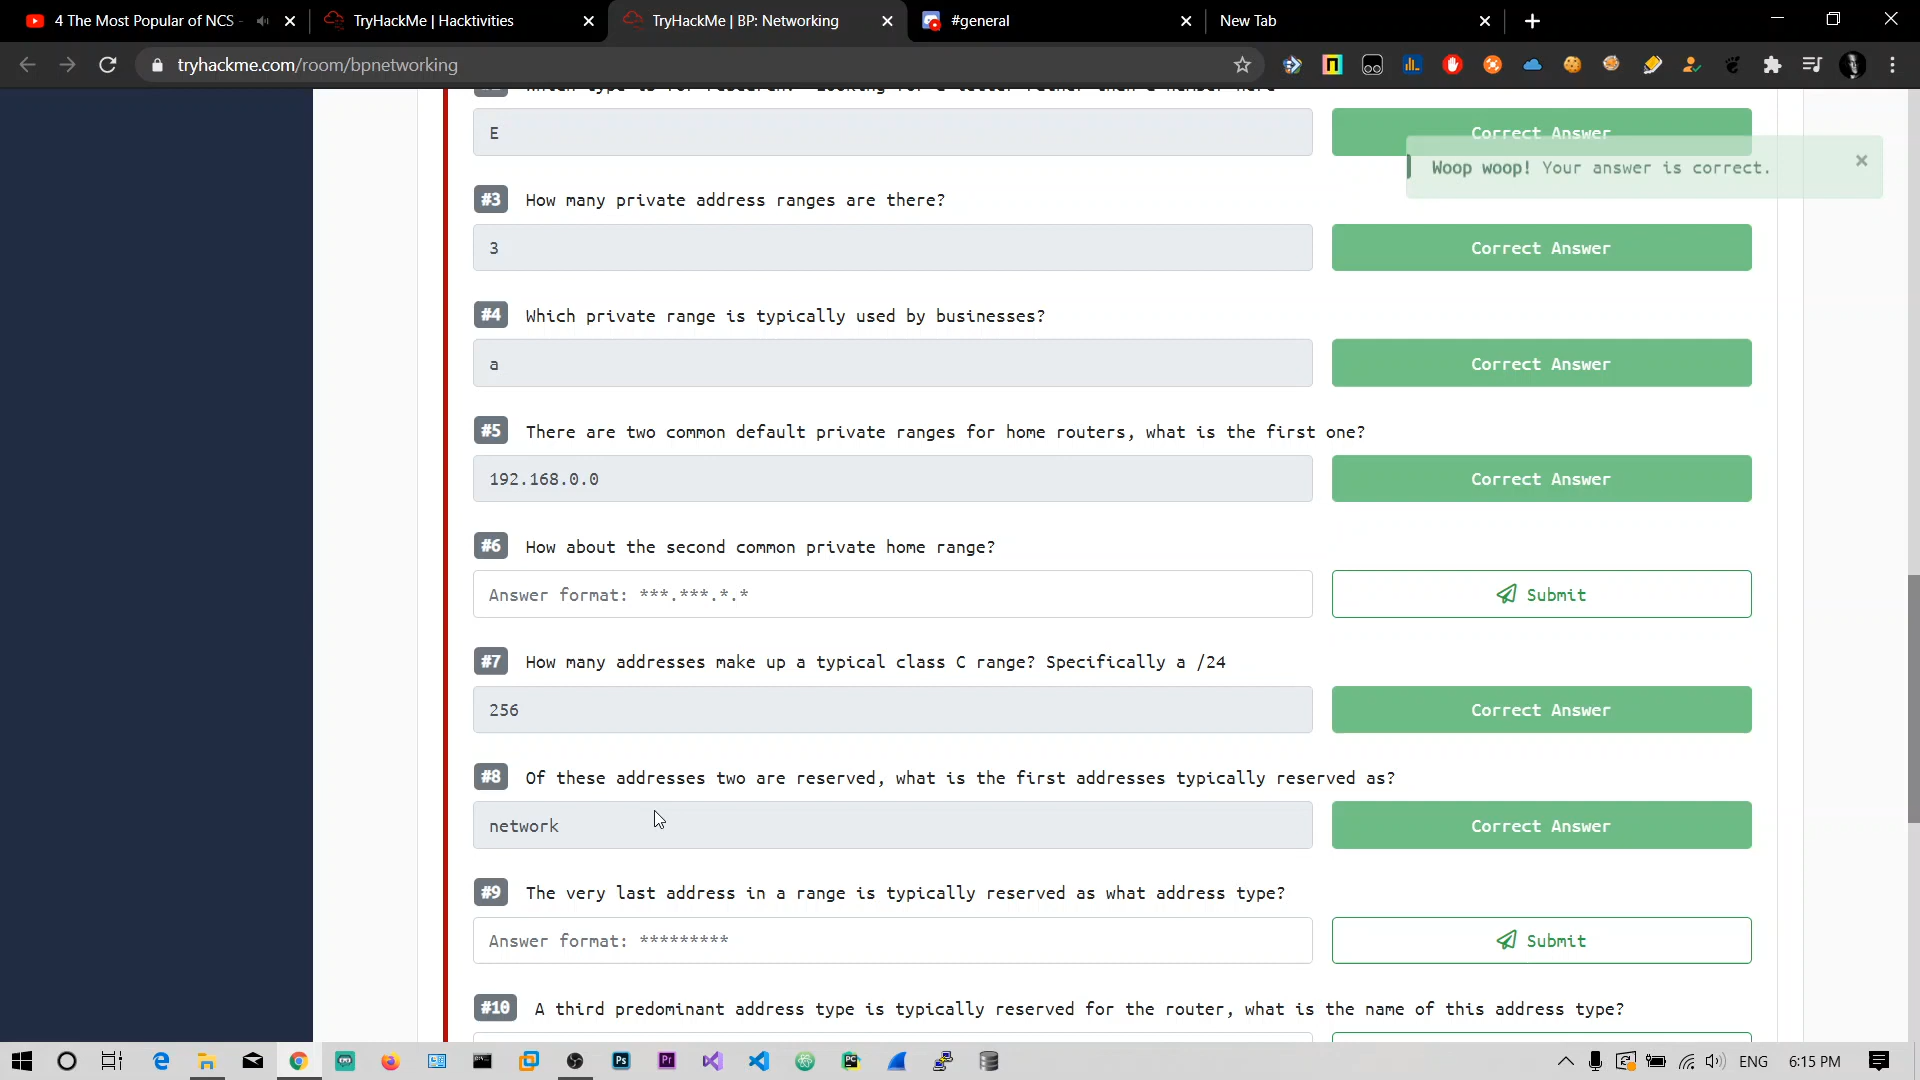 4 The Most Popular of NCS
TryHackMe | Hacktivities
TryHackMe | BP: Networking
#general
New Tab
tryhackme.com/room/bpnetworking
E
Correct Answer
Woop woop! Your answer is correct.
#3 How many private address ranges are there?
3
Correct Answer
#4 Which private range is typically used by businesses?
a
Correct Answer
#5 There are two common default private ranges for home routers, what is the first one?
192.168.0.0
Correct Answer
#6 How about the second common private home range?
Answer format: ***.***.*.*
Submit
#7 How many addresses make up a typical class C range? Specifically a /24
256
Correct Answer
#8 Of these addresses two are reserved, what is the first addresses typically reserved as?
network
Correct Answer
#9 The very last address in a range is typically reserved as what address type?
Answer format: *********
Submit
#10 A third predominant address type is typically reserved for the router, what is the name of this address type?
ENG
6:15 PM